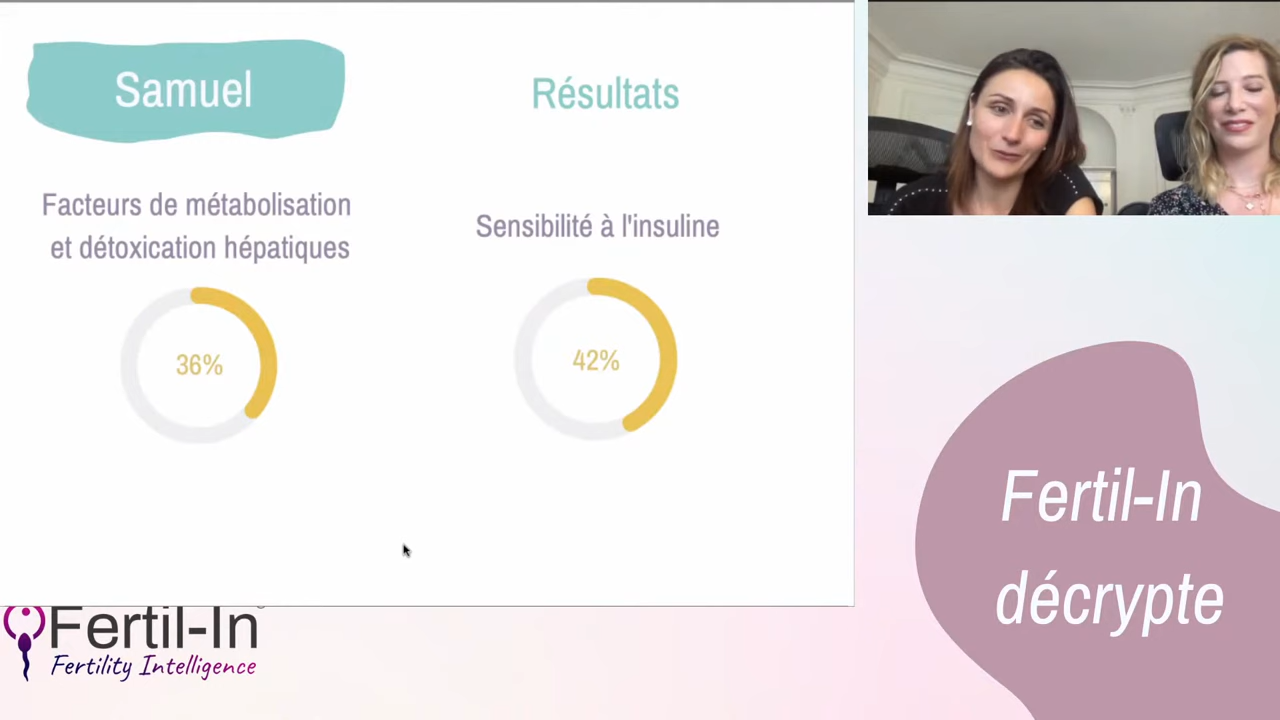 Samuel
Résultats
Facteurs de métabolisation
et détoxication hépatiques
Sensibilité à l'insuline
36%
42%
Fertil-In
décrypte
Fertil-In
Fertility Intelligence